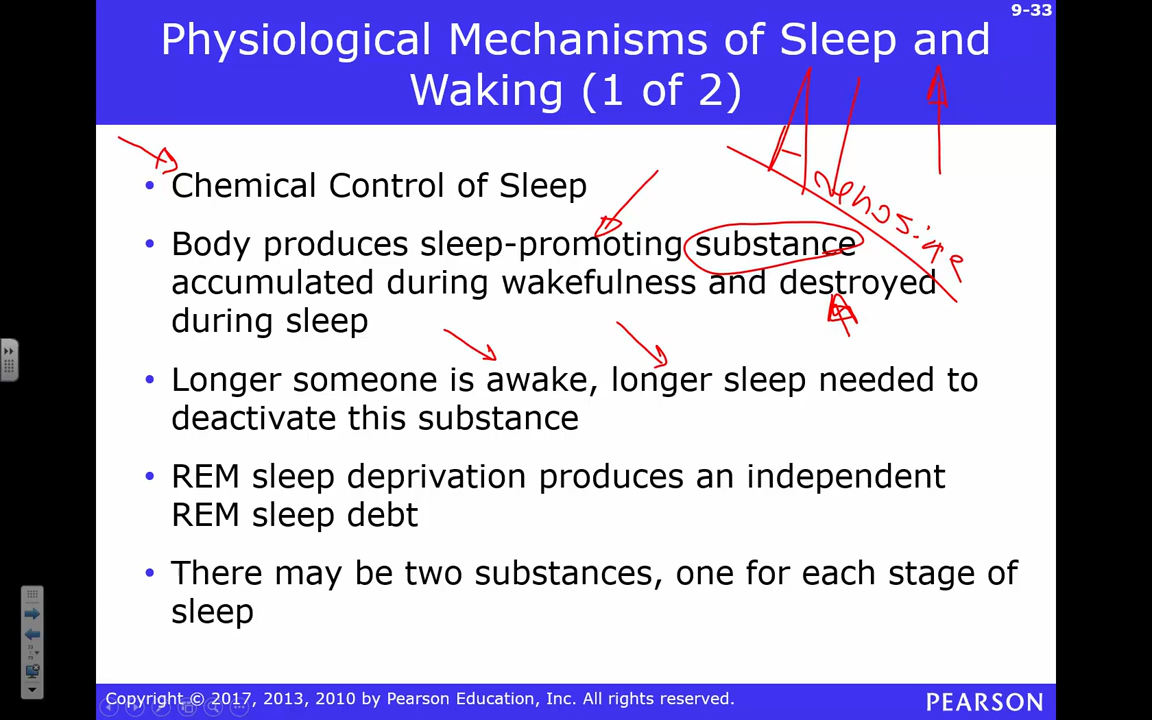 9-33
Physiological Mechanisms of Sleep and
Waking (1 of 2)
• Chemical Control of Sleep
• Body produces sleep-promoting substance
accumulated during wakefulness and destroyed
during sleep
Adenosine
• Longer someone is awake, longer sleep needed to
deactivate this substance
• REM sleep deprivation produces an independent
REM sleep debt
• There may be two substances, one for each stage of
sleep
Copyright © 2017, 2013, 2010 by Pearson Education, Inc. All rights reserved.
PEARSON